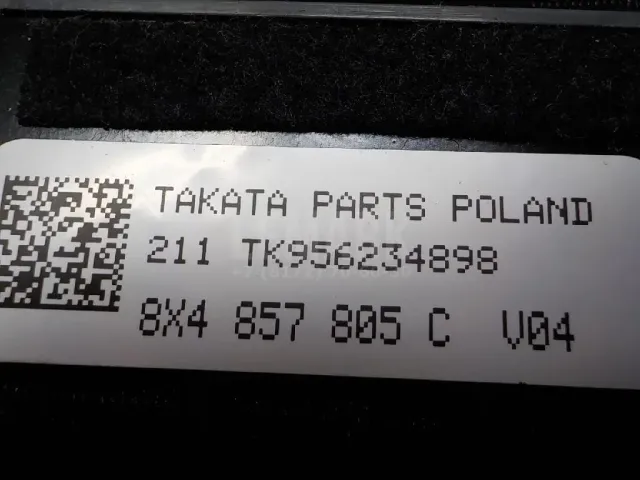 TAKATA PARTS POLAND
211 TK956234898
8X4 857 805 C V04